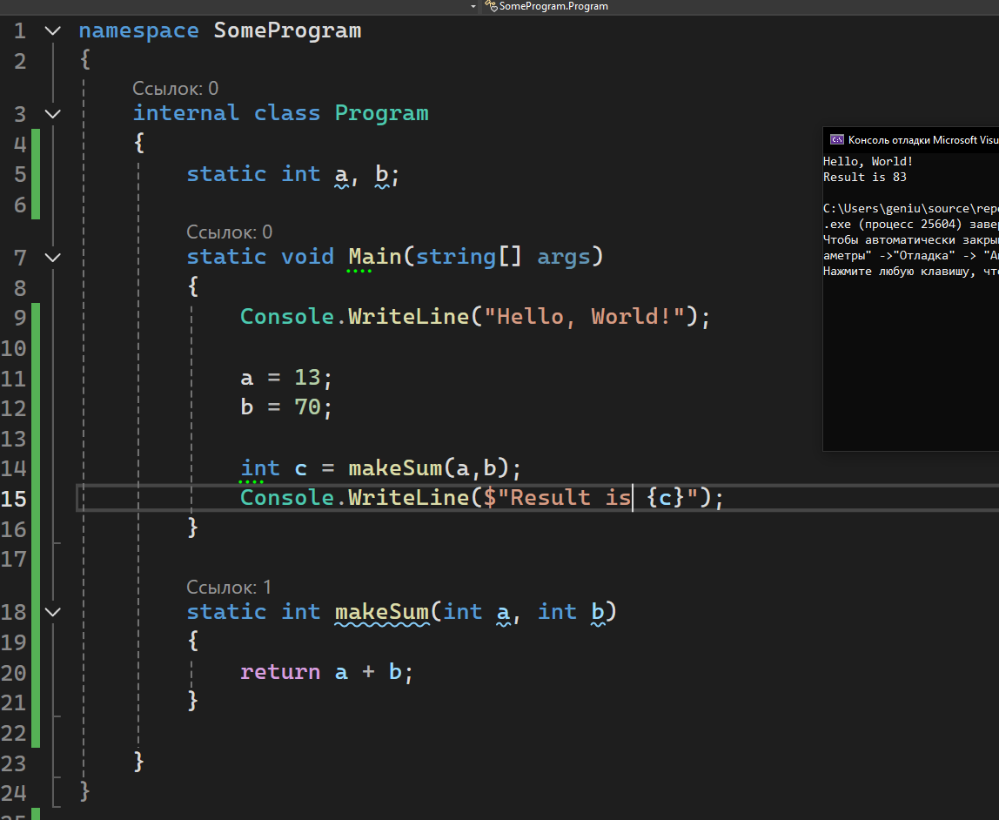 SomeProgram.Program
1 namespace SomeProgram
2 {
Ссылок: 0
3 internal class Program
4 {
5 static int a, b;
6
Ссылок: 0
7 static void Main(string[] args)
8 {
9 Console.WriteLine("Hello, World!");
10
11 a = 13;
12 b = 70;
13
14 int c = makeSum(a,b);
15 Console.WriteLine($"Result is {c}");
16 }
17
Ссылок: 1
18 static int makeSum(int a, int b)
19 {
20 return a + b;
21 }
22
23 }
24 }
Консоль отладки Microsoft Visu
Hello, World!
Result is 83
C:\Users\geniu\source\repo
.exe (процесс 25604) завер
Чтобы автоматически закры
аметры" ->"Отладка" -> "А
Нажмите любую клавишу, чт